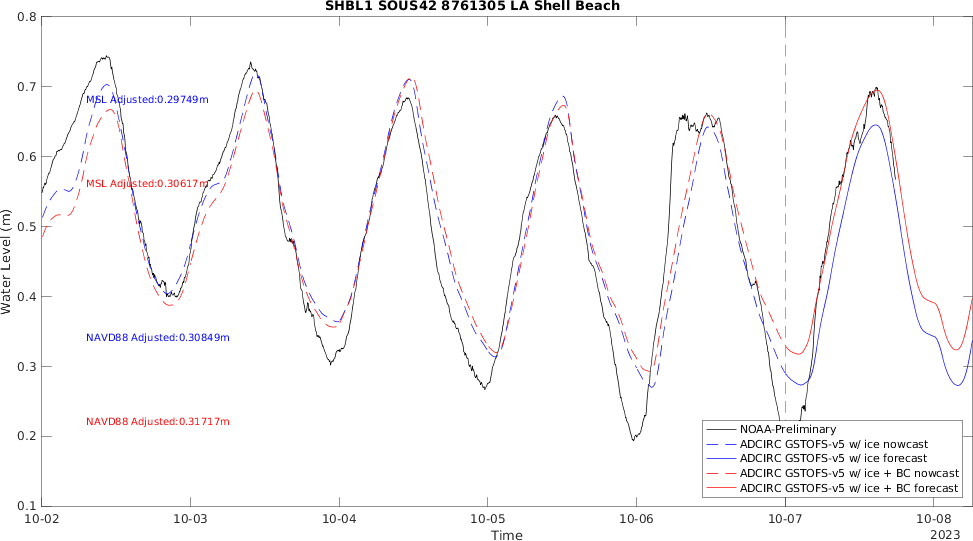 SHBL1 SOUS42 8761305 LA Shell Beach
0.8
0.7
0.6
0.5
0.4
0.3
0.2
0.1
Water Level (m)
MSL Adjusted:0.29749m
MSL Adjusted:0.30617m
NAVD88 Adjusted:0.30849m
NAVD88 Adjusted:0.31717m
NOAA-Preliminary
ADCIRC GSTOFS-v5 w/ ice nowcast
ADCIRC GSTOFS-v5 w/ ice forecast
ADCIRC GSTOFS-v5 w/ ice + BC nowcast
ADCIRC GSTOFS-v5 w/ ice + BC forecast
10-02 10-03 10-04 10-05 10-06 10-07 10-08
Time
2023